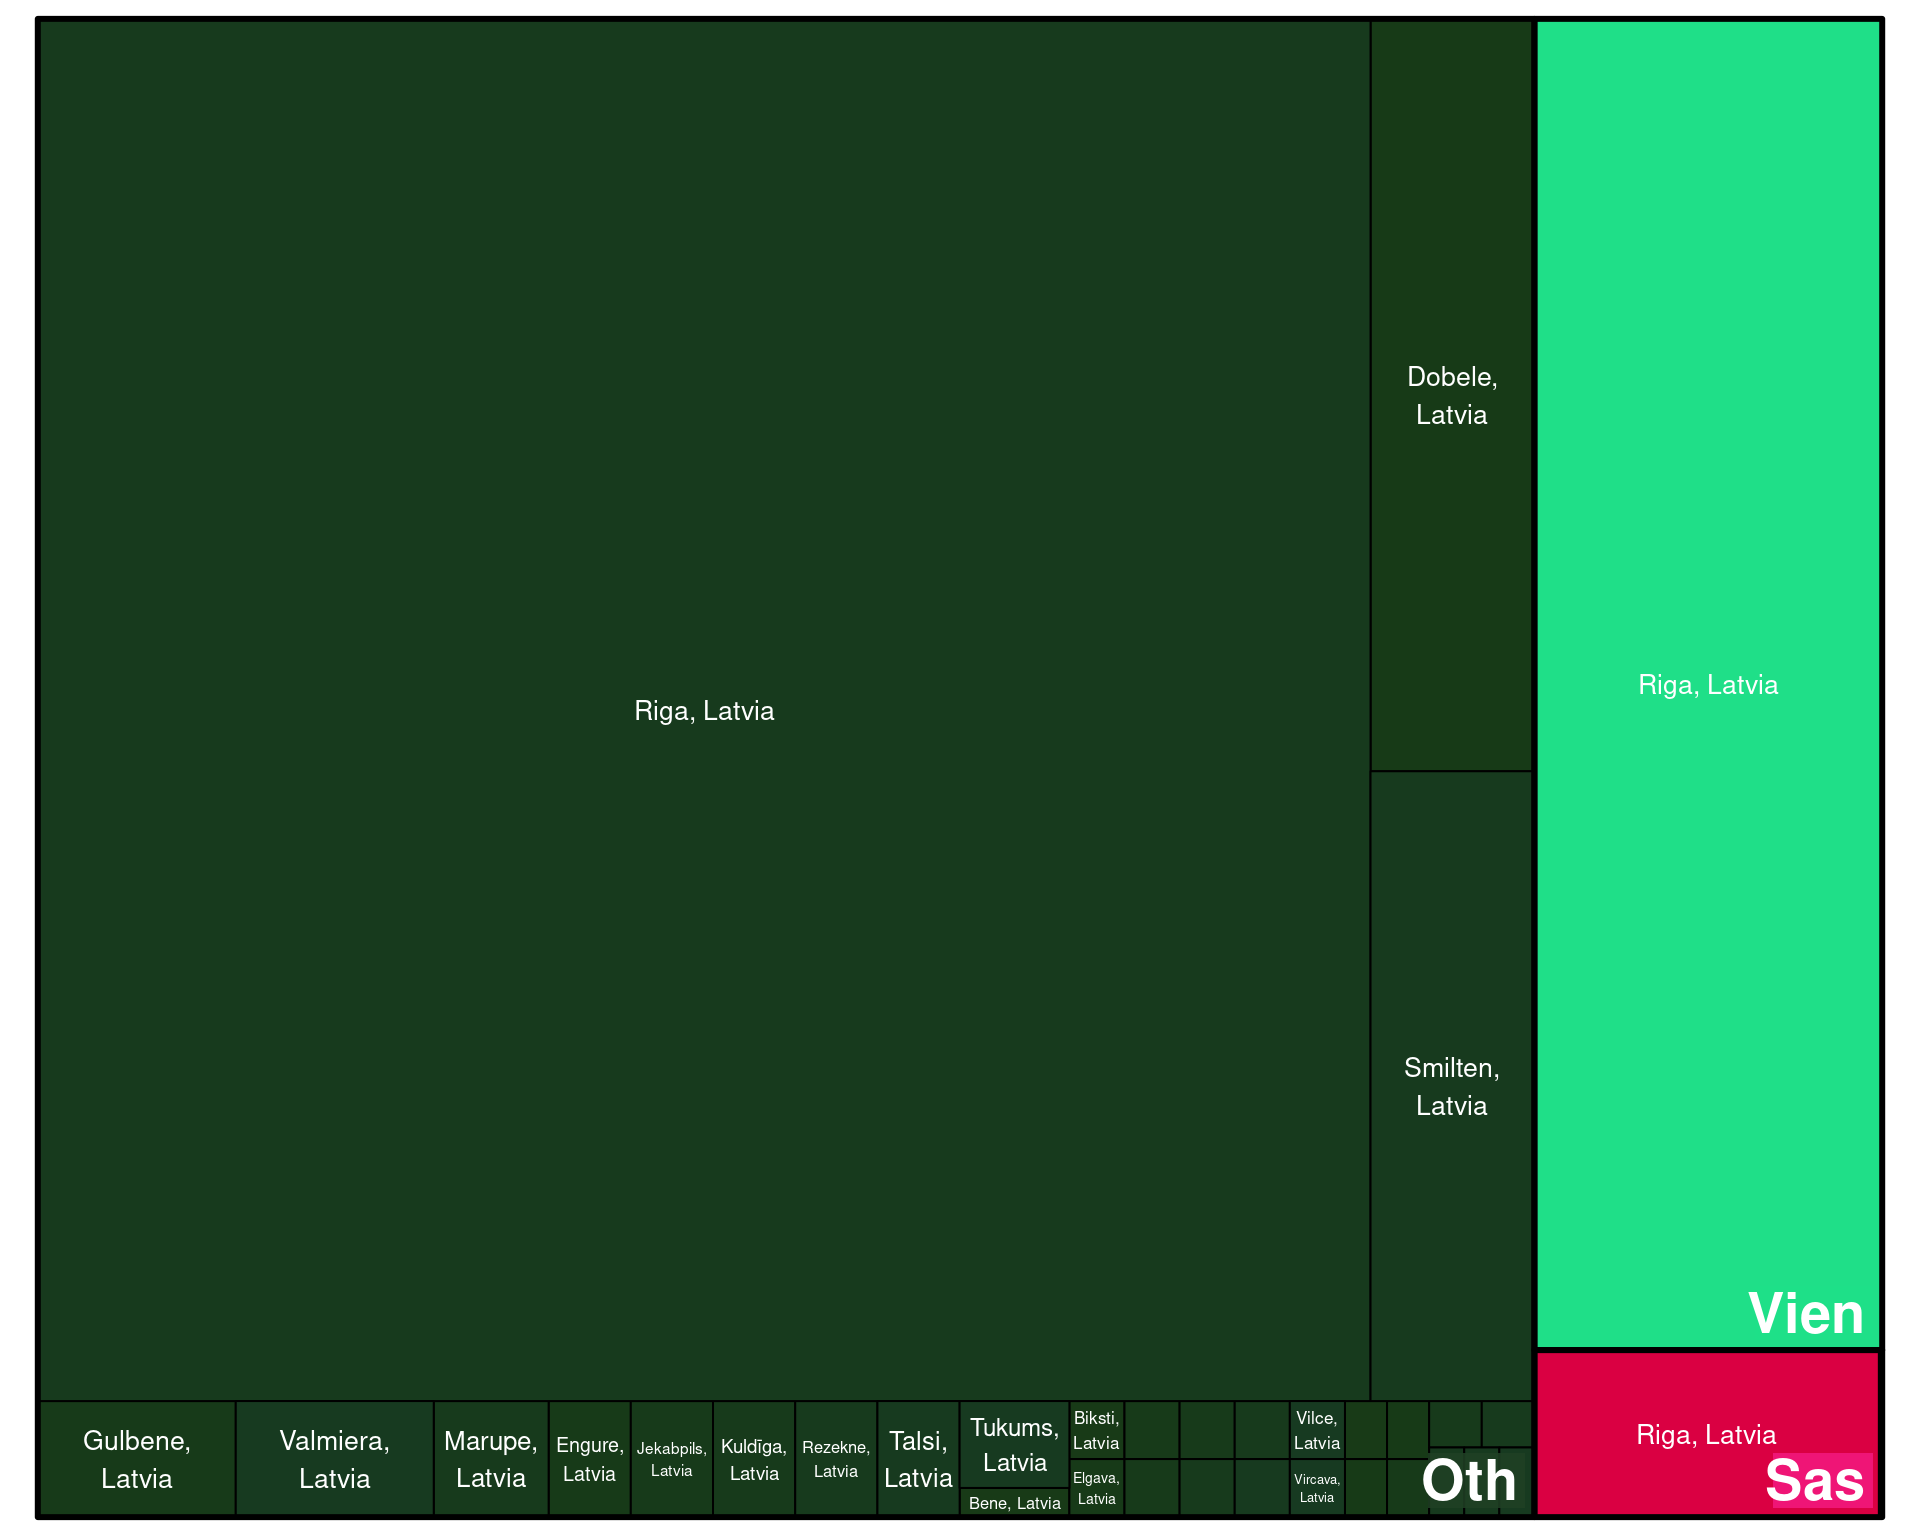 Riga, Latvia
Dobele,
Latvia
Smilten,
Latvia
Gulbene,
Latvia
Valmiera,
Latvia
Marupe,
Latvia
Engure,
Latvia
Jekabpils,
Latvia
Kuldīga,
Latvia
Rezekne,
Latvia
Talsi,
Latvia
Tukums,
Latvia
Bene, Latvia
Biksti,
Latvia
Elgava,
Latvia
Vilce,
Latvia
Vircava,
Latvia
Oth
Riga, Latvia
Vien
Riga, Latvia
Sas